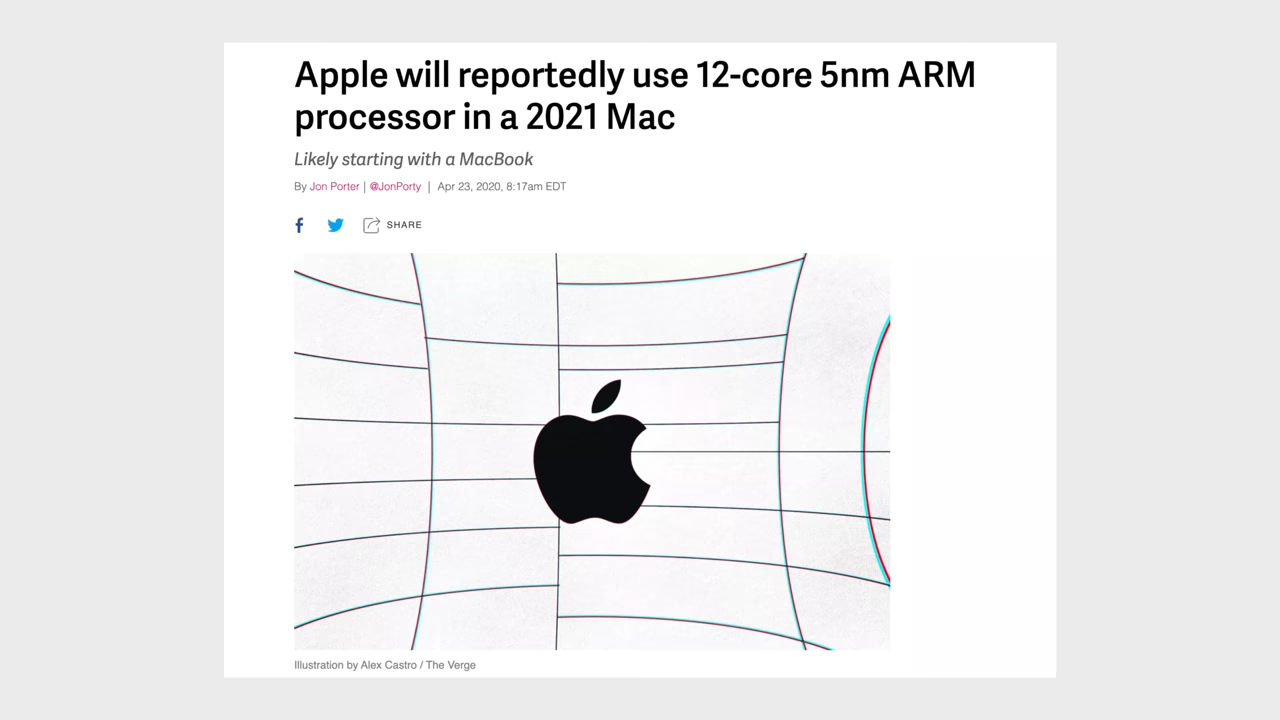 Apple will reportedly use 12-core 5nm ARM
processor in a 2021 Mac
Likely starting with a MacBook
By Jon Porter | @JonPorty | Apr 23, 2020, 8:17am EDT
SHARE
Illustration by Alex Castro / The Verge